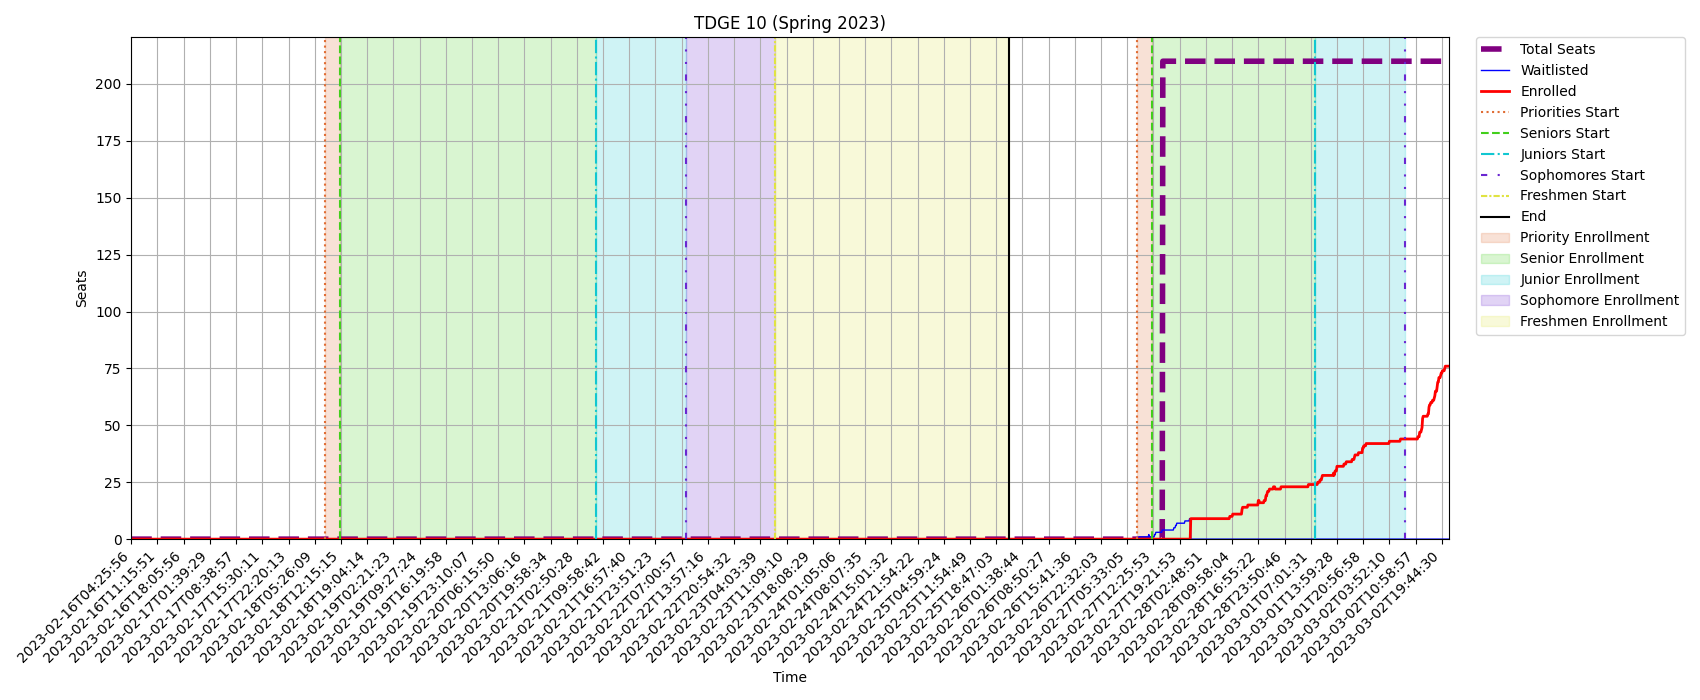 TDGE 10 (Spring 2023)
Seats
200
175
150
125
100
75
50
25
0
2023-02-16T04:25:56
2023-02-16T11:15:51
2023-02-16T18:05:56
2023-02-17T01:39:29
2023-02-17T08:38:57
2023-02-17T15:30:11
2023-02-17T22:20:13
2023-02-18T05:26:09
2023-02-18T12:15:15
2023-02-18T19:04:14
2023-02-19T02:21:23
2023-02-19T09:27:24
2023-02-19T16:19:58
2023-02-19T23:10:07
2023-02-20T06:15:50
2023-02-20T13:06:16
2023-02-20T19:58:34
2023-02-21T02:50:28
2023-02-21T09:58:42
2023-02-21T16:57:40
2023-02-21T23:51:23
2023-02-22T07:00:57
2023-02-22T13:57:16
2023-02-22T20:54:32
2023-02-23T04:03:39
2023-02-23T11:09:10
2023-02-23T18:08:29
2023-02-24T01:05:06
2023-02-24T08:07:35
2023-02-24T15:01:32
2023-02-24T21:54:22
2023-02-25T04:59:24
2023-02-25T11:54:49
2023-02-25T18:47:03
2023-02-26T01:38:44
2023-02-26T08:50:27
2023-02-26T15:41:36
2023-02-26T22:32:03
2023-02-27T05:33:05
2023-02-27T12:25:53
2023-02-27T19:21:53
2023-02-28T02:48:51
2023-02-28T09:58:04
2023-02-28T16:55:22
2023-02-28T23:50:46
2023-03-01T07:01:31
2023-03-01T13:59:28
2023-03-01T20:56:58
2023-03-02T03:52:10
2023-03-02T10:58:57
2023-03-02T19:44:30
Time
Total Seats
Waitlisted
Enrolled
Priorities Start
Seniors Start
Juniors Start
Sophomores Start
Freshmen Start
End
Priority Enrollment
Senior Enrollment
Junior Enrollment
Sophomore Enrollment
Freshmen Enrollment